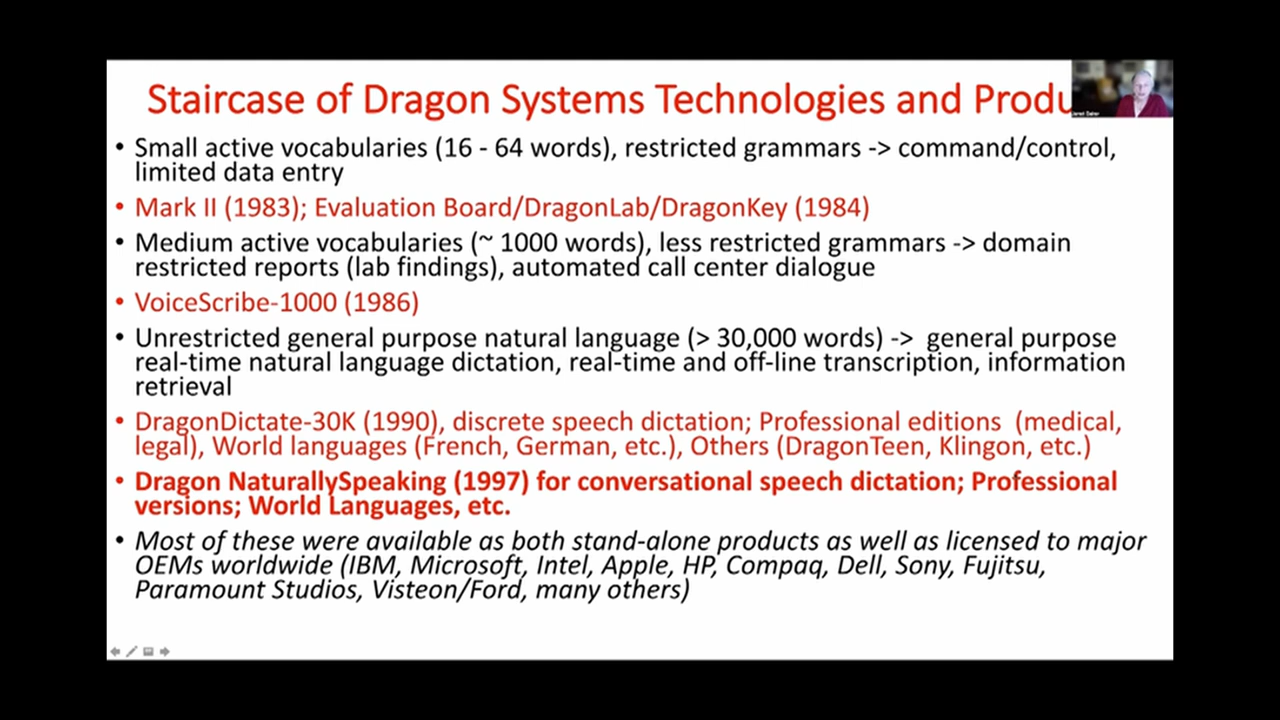 Staircase of Dragon Systems Technologies and Produ
• Small active vocabularies (16 - 64 words), restricted grammars -> command/control,
limited data entry
• Mark II (1983); Evaluation Board/DragonLab/DragonKey (1984)
• Medium active vocabularies (~ 1000 words), less restricted grammars -> domain
restricted reports (lab findings), automated call center dialogue
• VoiceScribe-1000 (1986)
• Unrestricted general purpose natural language (> 30,000 words) -> general purpose
real-time natural language dictation, real-time and off-line transcription, information
retrieval
• DragonDictate-30K (1990), discrete speech dictation; Professional editions (medical,
legal), World languages (French, German, etc.), Others (DragonTeen, Klingon, etc.)
• Dragon NaturallySpeaking (1997) for conversational speech dictation; Professional
versions; World Languages, etc.
• Most of these were available as both stand-alone products as well as licensed to major
OEMs worldwide (IBM, Microsoft, Intel, Apple, HP, Compaq, Dell, Sony, Fujitsu,
Paramount Studios, Visteon/Ford, many others)
Janet Baker